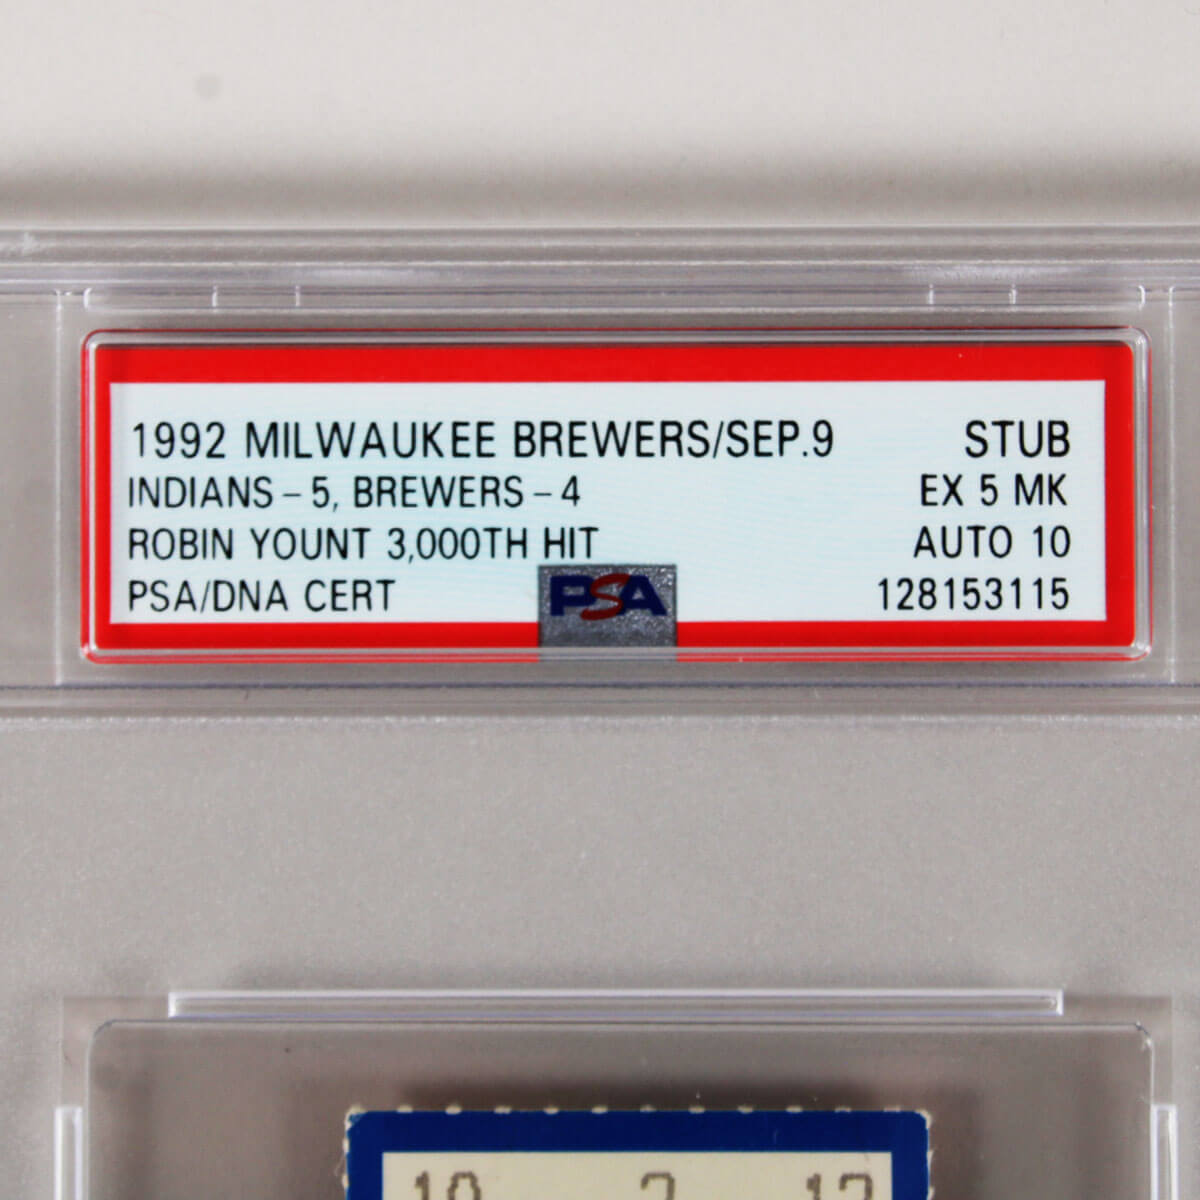 1992 MILWAUKEE BREWERS/SEP.9 STUB
INDIANS - 5, BREWERS - 4 EX 5 MK
ROBIN YOUNT 3,000TH HIT AUTO 10
PSA/DNA CERT PSA 128153115